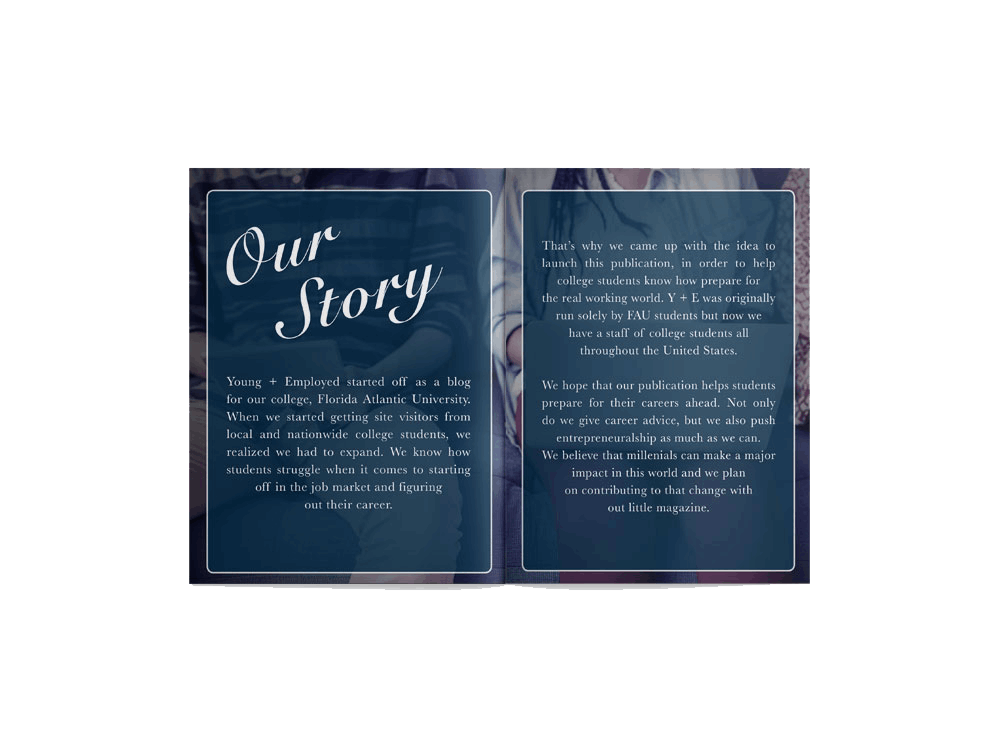 Our
Story
Young + Employed started off as a blog
for our college, Florida Atlantic University.
When we started getting site visitors from
local and nationwide college students, we
realized we had to expand. We know how
students struggle when it comes to starting
off in the job market and figuring
out their career.
That's why we came up with the idea to
launch this publication, in order to help
college students know how prepare for
the real working world. Y + E was originally
run solely by FAU students but now we
have a staff of college students all
throughout the United States.
We hope that our publication helps students
prepare for their careers ahead. Not only
do we give career advice, but we also push
entrepreneuralship as much as we can.
We believe that millenials can make a major
impact in this world and we plan
on contributing to that change with
out little magazine.